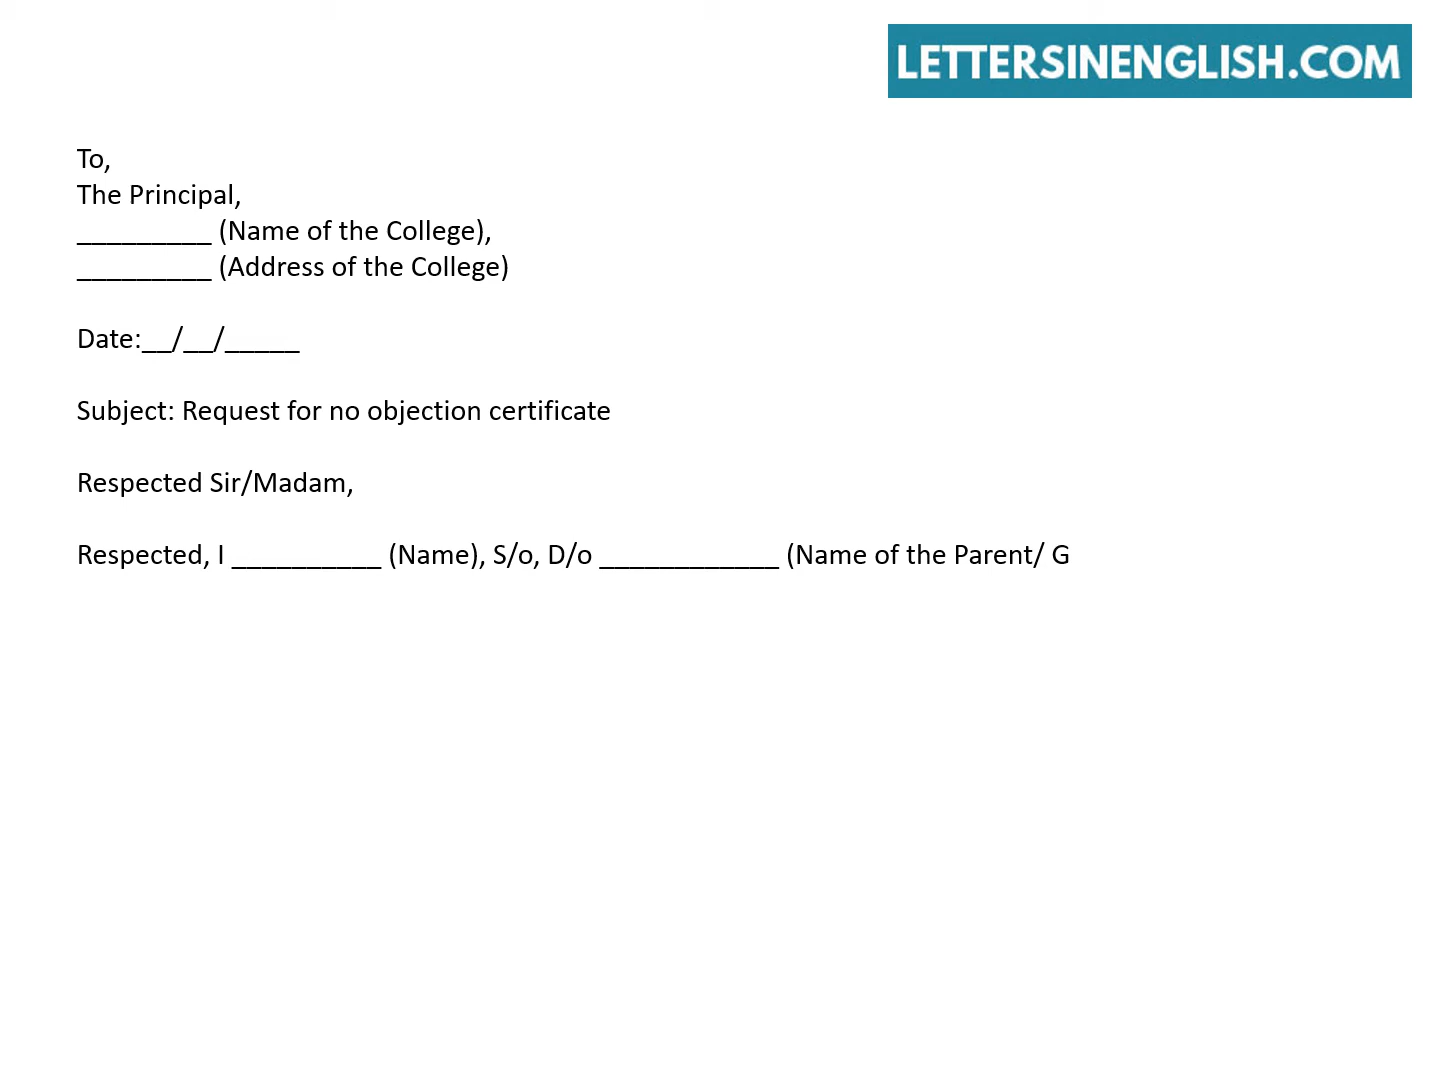 LETTERSINENGLISH.COM
To,
The Principal,
_________ (Name of the College),
_________ (Address of the College)
Date:__/__/_____
Subject: Request for no objection certificate
Respected Sir/Madam,
Respected, I __________ (Name), S/o, D/o ____________ (Name of the Parent/ G